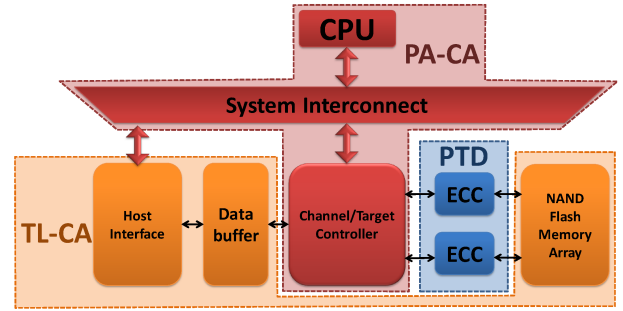 CPU
PA-CA
System Interconnect
PTD
TL-CA
Host
Interface
Data
buffer
Channel/Target
Controller
ECC
ECC
NAND
Flash
Memory
Array